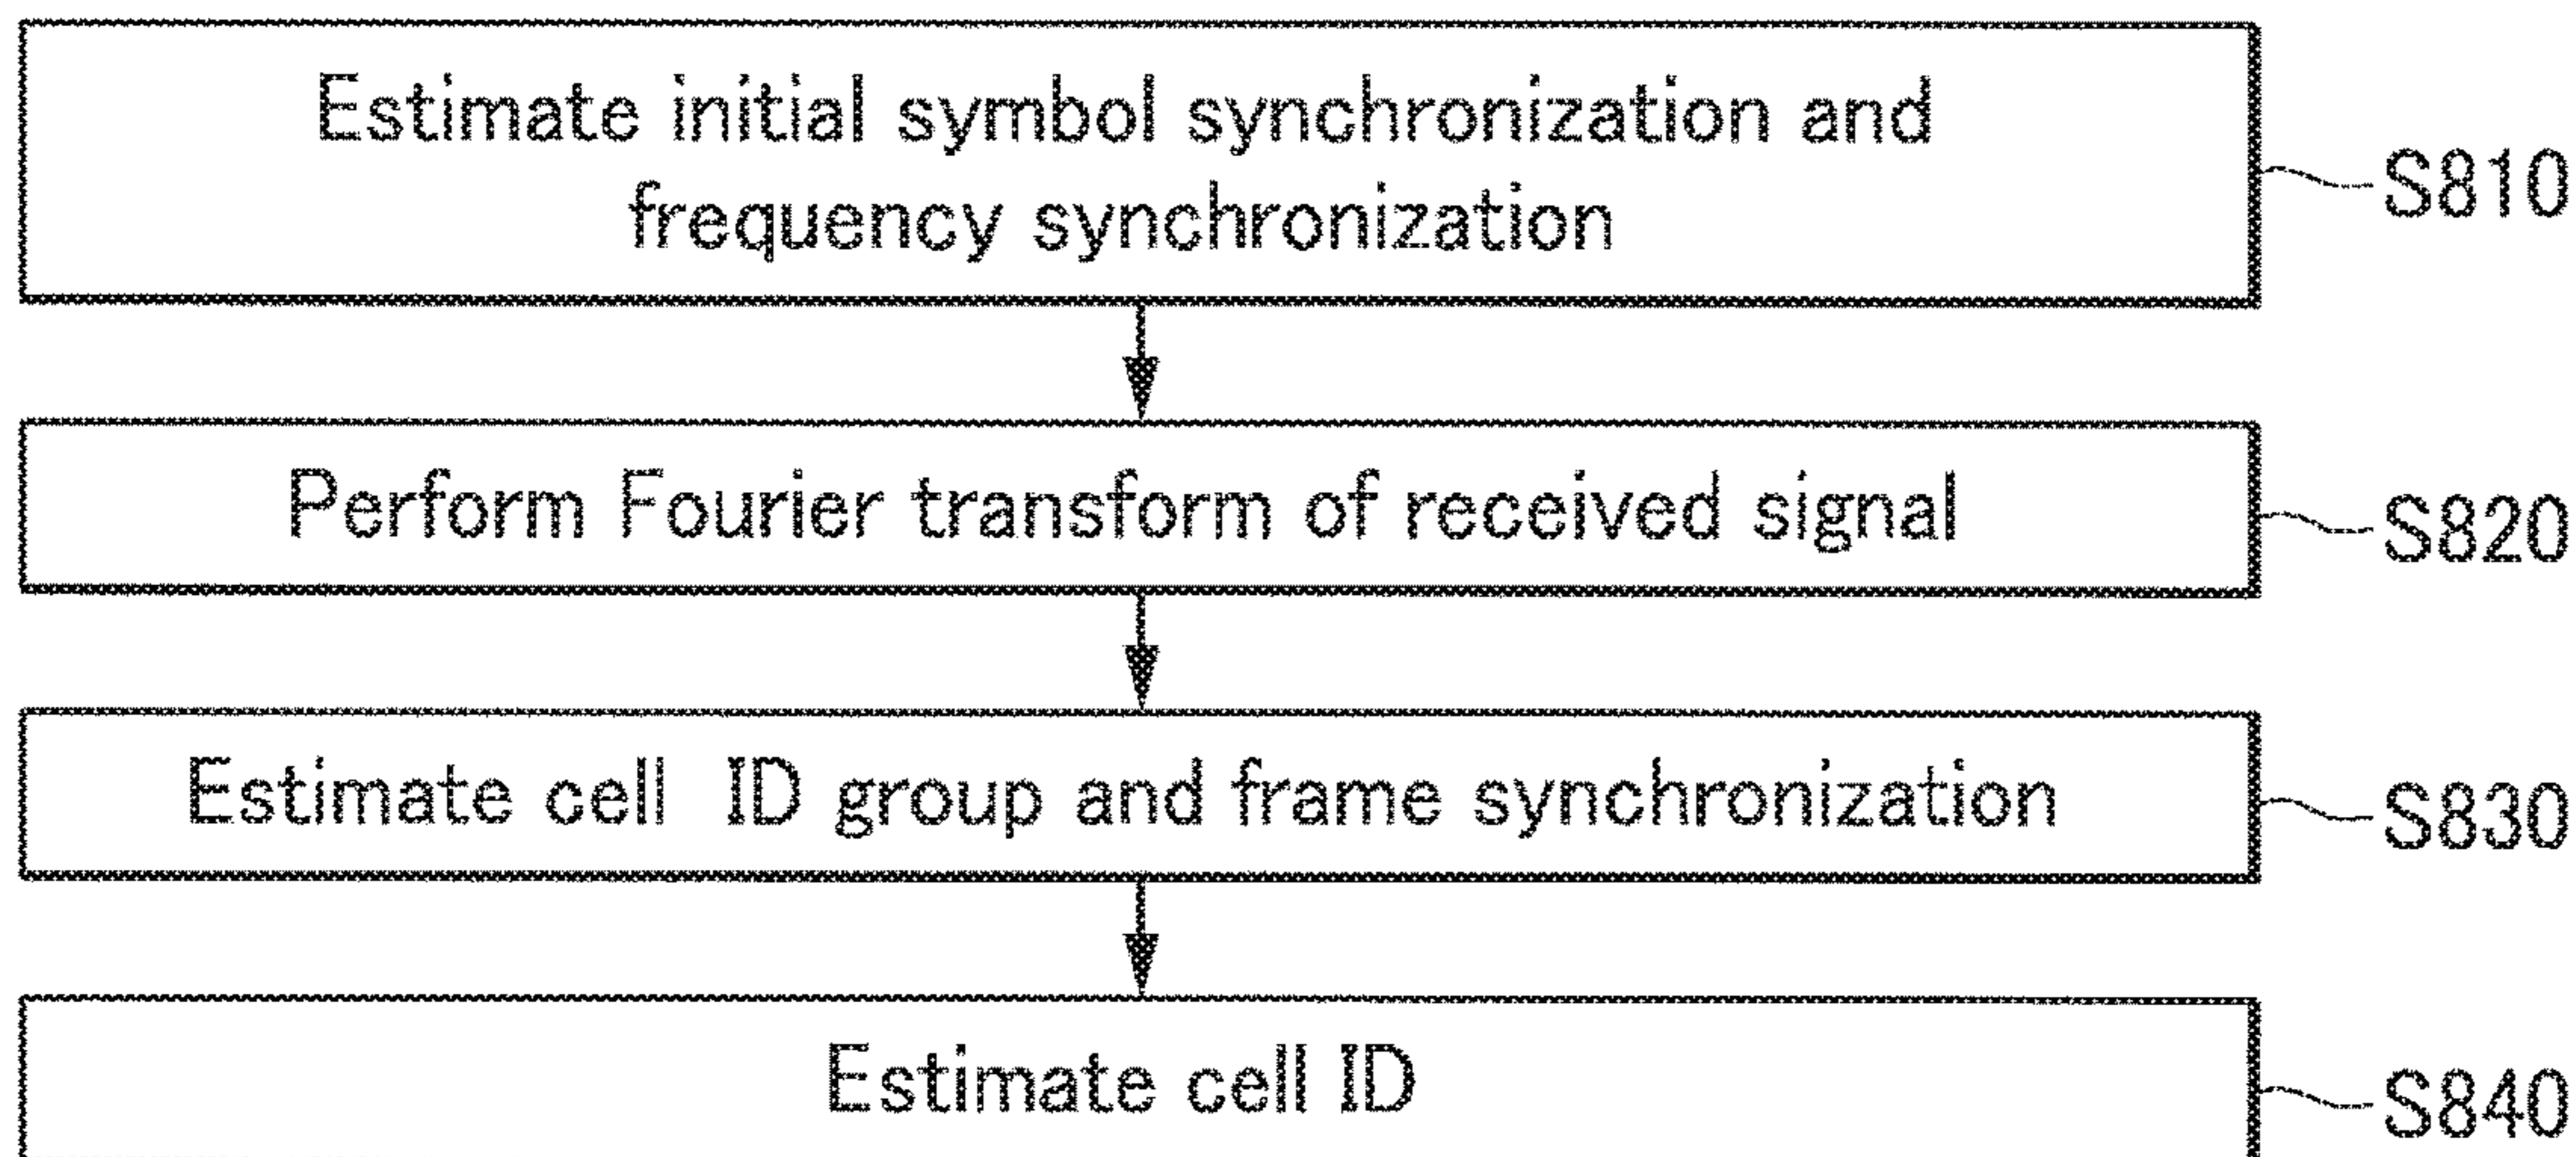 Estimate initial symbol synchronization and
frequency synchronization
S810
Perform Fourier transform of received signal
S820
Estimate cell ID group and frame synchronization
S830
Estimate cell ID
S840